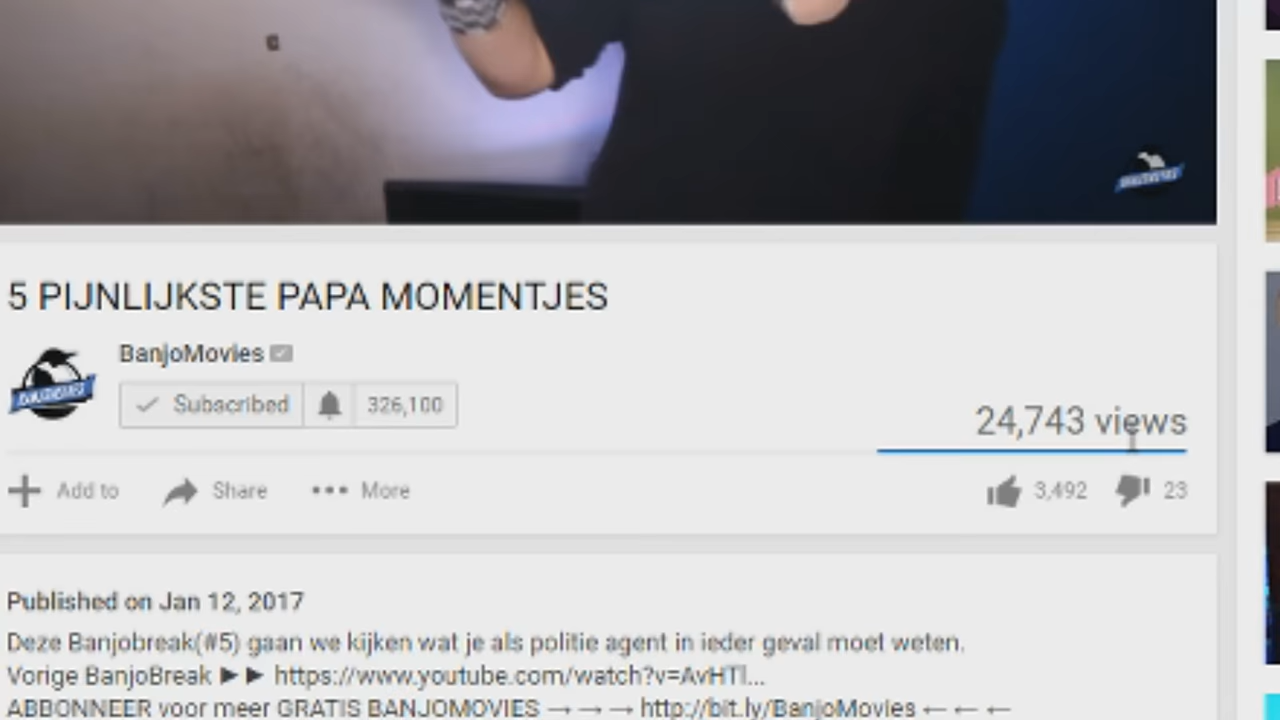 5 PIJNLIJKSTE PAPA MOMENTJES
BanjoMovies
Subscribed 326,100
24,743 views
Add to Share More 3,492 23
Published on Jan 12, 2017
Deze Banjobreak(#5) gaan we kijken wat je als politie agent in ieder geval moet weten.
Vorige BanjoBreak ►► https://www.youtube.com/watch?v=AvHTl...
ABBONNEER voor meer GRATIS BANJOMOVIES → → → http://bit.ly/BanjoMovies ← ← ←